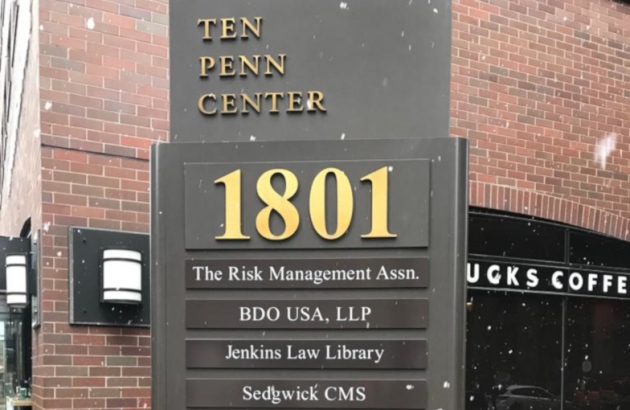 TEN
PENN
CENTER
1801
The Risk Management Assn.
BDO USA, LLP
Jenkins Law Library
Sedgwick CMS
UCKS COFFE